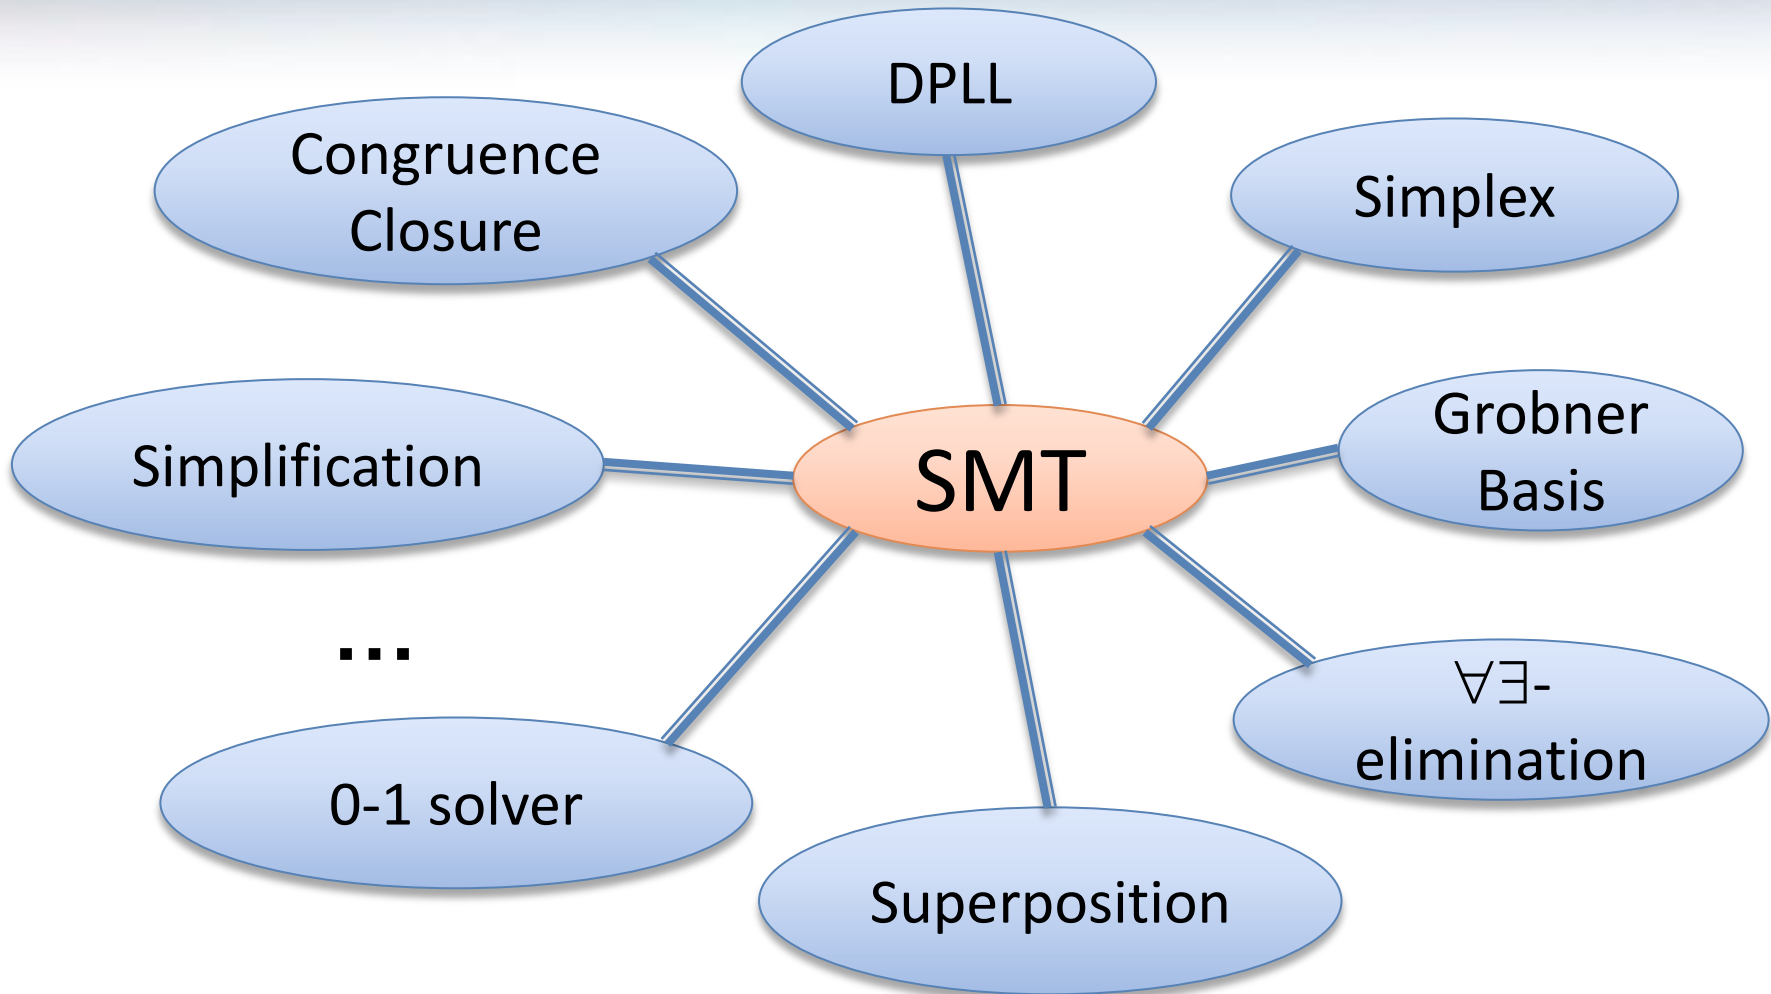 DPLL
Congruence
Closure
Simplex
Grobner
Basis
Simplification
SMT
...
∀∃-
elimination
0-1 solver
Superposition